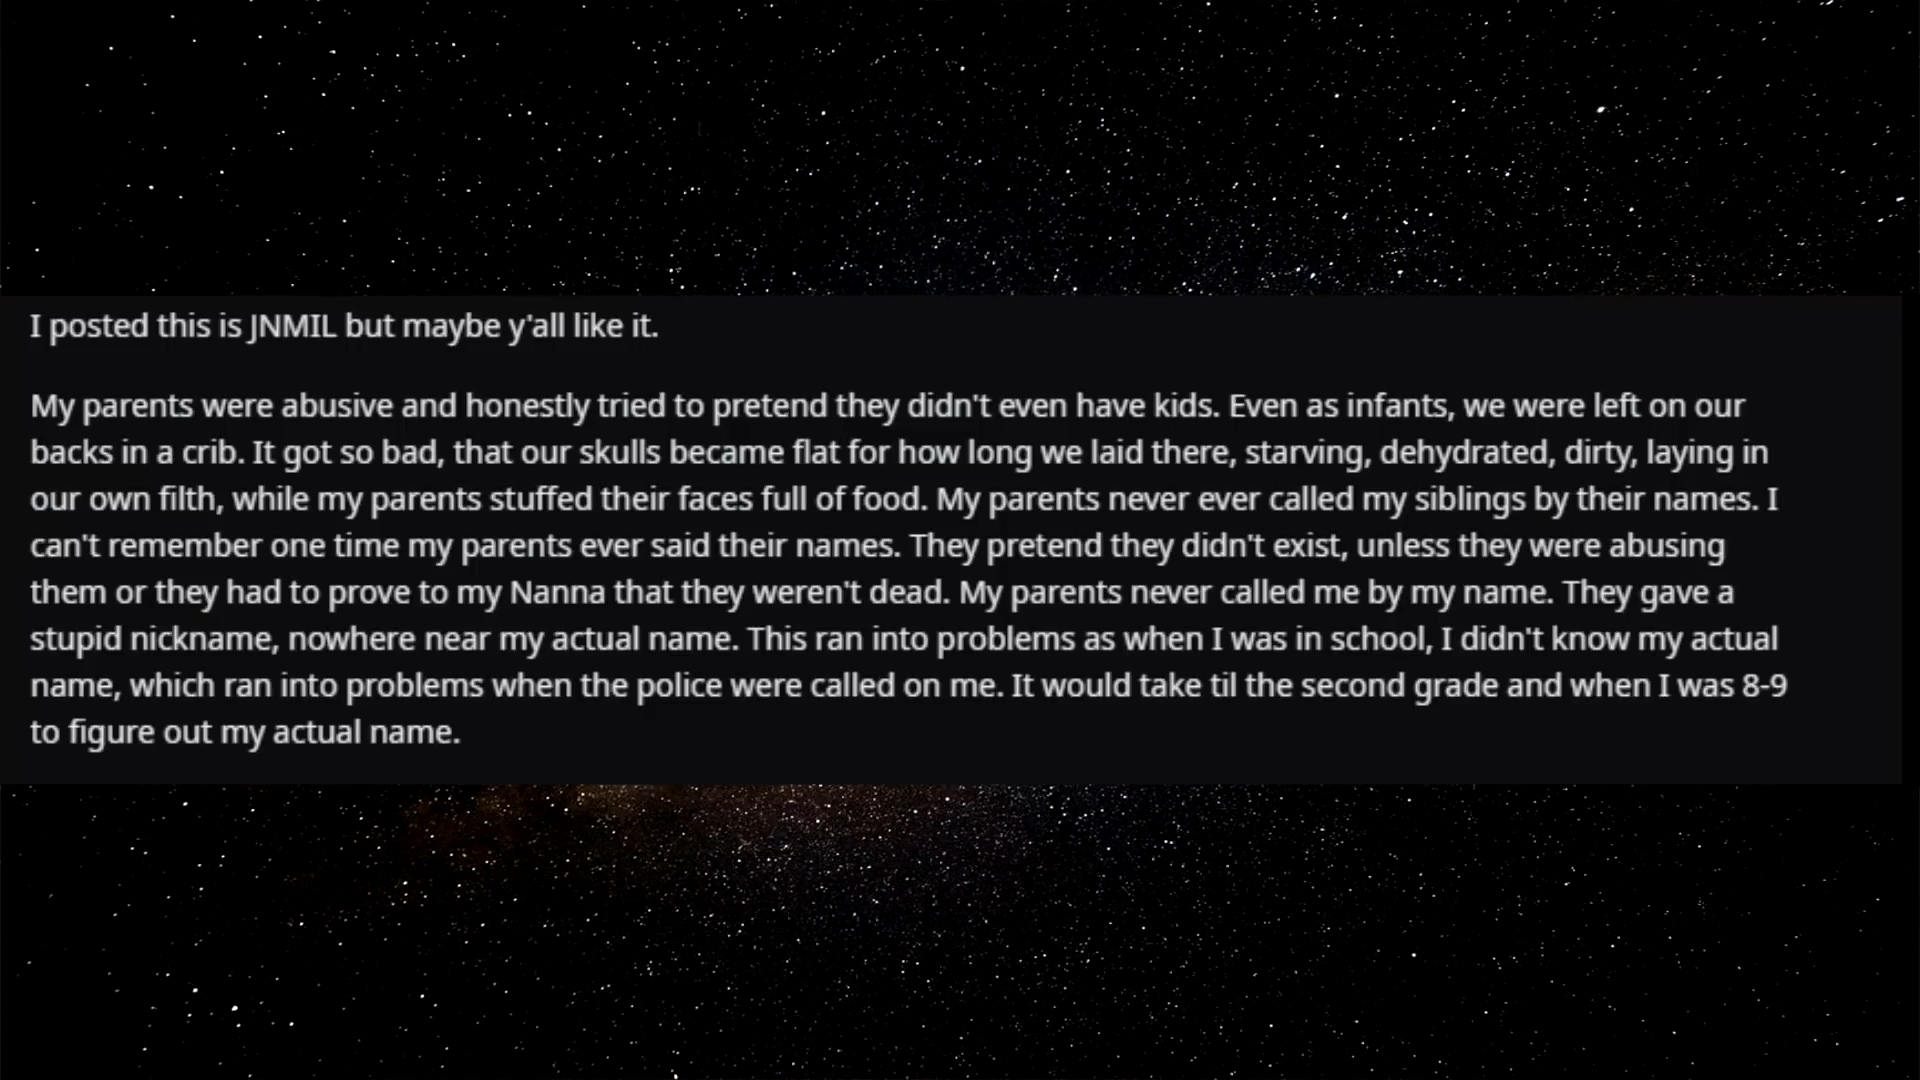 I posted this is JNMIL but maybe y'all like it.
My parents were abusive and honestly tried to pretend they didn't even have kids. Even as infants, we were left on our
backs in a crib. It got so bad, that our skulls became flat for how long we laid there, starving, dehydrated, dirty, laying in
our own filth, while my parents stuffed their faces full of food. My parents never ever called my siblings by their names. I
can't remember one time my parents ever said their names. They pretend they didn't exist, unless they were abusing
them or they had to prove to my Nanna that they weren't dead. My parents never called me by my name. They gave a
stupid nickname, nowhere near my actual name. This ran into problems as when I was in school, I didn't know my actual
name, which ran into problems when the police were called on me. It would take til the second grade and when I was 8-9
to figure out my actual name.